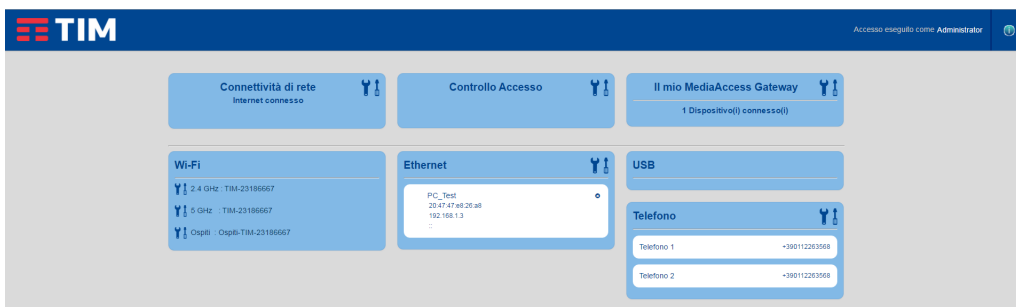 TIM
Accesso eseguito come Administrator
Connettività di rete
Internet connesso
Controllo Accesso
Il mio MediaAccess Gateway
1 Dispositivo(i) connesso(i)
Wi-Fi
2.4 GHz : TIM-23186667
5 GHz : TIM-23186667
Ospiti : Ospiti-TIM-23186667
Ethernet
PC_Test
20:47:47:e8:26:a8
192.168.1.3
::
USB
Telefono
Telefono 1 +390112263568
Telefono 2 +390112263568